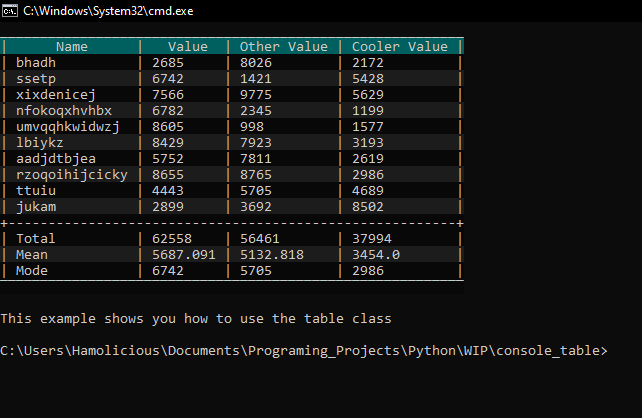 C:\Windows\System32\cmd.exe
| Name | Value | Other Value | Cooler Value |
| bhadh | 2685 | 8026 | 2172 |
| ssetp | 6742 | 1421 | 5428 |
| xixdenicej | 7566 | 9775 | 5629 |
| nfokoqxhvhbx | 6782 | 2345 | 1199 |
| umvqqhkwidwzj | 8605 | 998 | 1577 |
| lbiykz | 8429 | 7923 | 3193 |
| aadjdtbjea | 5752 | 7811 | 2619 |
| rzoqoihijcicky | 8655 | 8765 | 2986 |
| ttuiu | 4443 | 5705 | 4689 |
| jukam | 2899 | 3692 | 8502 |
+--------------------------------------------------------+
| Total | 62558 | 56461 | 37994 |
| Mean | 5687.091 | 5132.818 | 3454.0 |
| Mode | 6742 | 5705 | 2986 |
This example shows you how to use the table class
C:\Users\Hamolicious\Documents\Programing_Projects\Python\WIP\console_table>